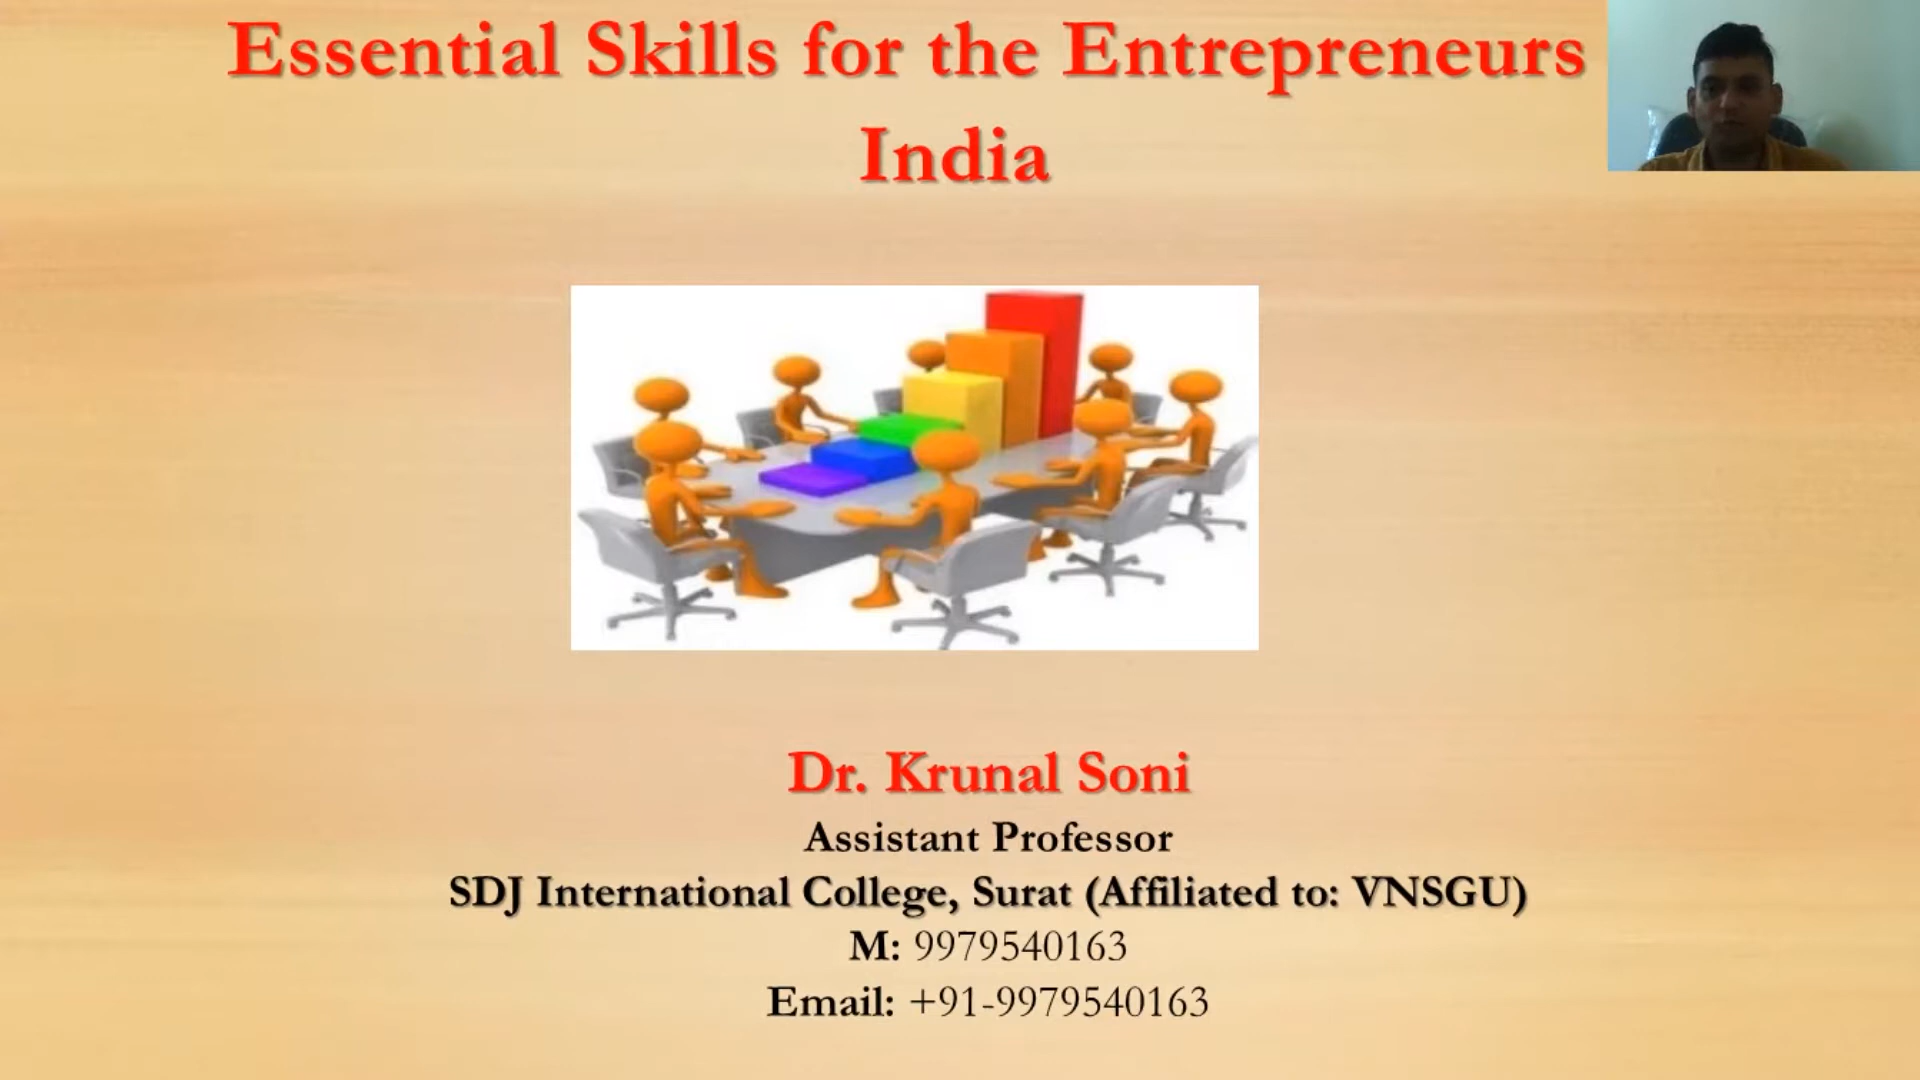 Essential Skills for the Entrepreneurs
India
Dr. Krunal Soni
Assistant Professor
SDJ International College, Surat (Affiliated to: VNSGU)
M: 9979540163
Email: +91-9979540163